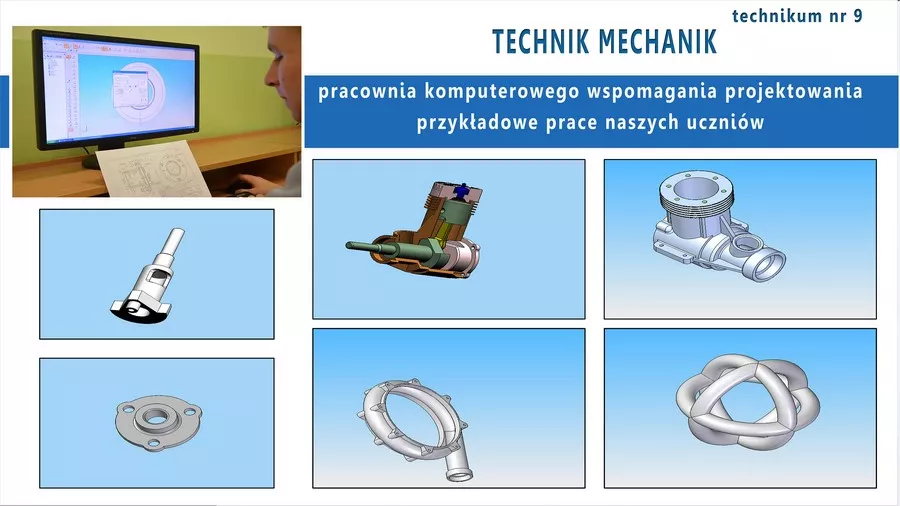 technikum nr 9
TECHNIK MECHANIK
pracownia komputerowego wspomagania projektowania
przykładowe prace naszych uczniów